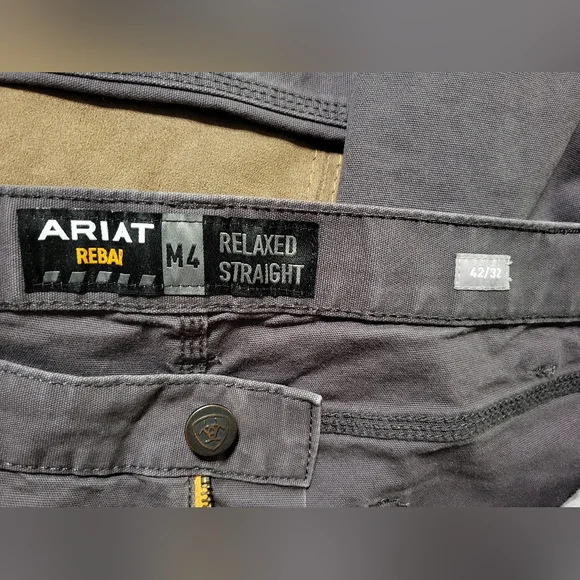 ARIAT
REBAR
M4
RELAXED
STRAIGHT
42/32